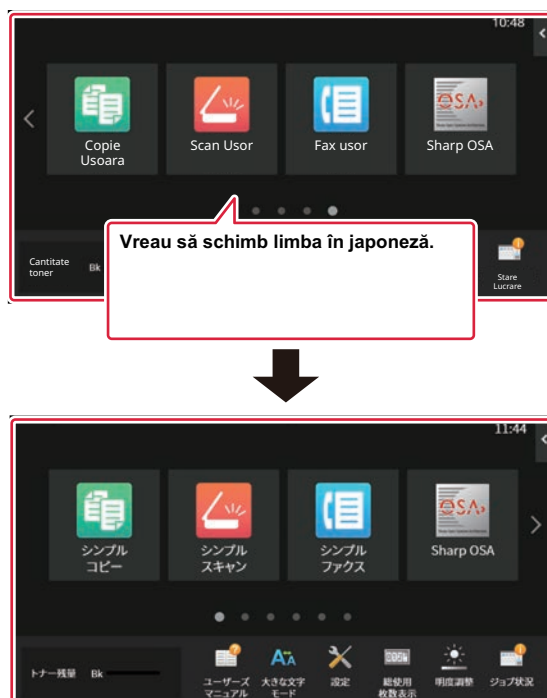 10:48
Copie
Usoara
Scan Usor
Fax usor
OSA
Sharp OSA
Vreau să schimb limba în japoneză.
Cantitate
toner
Bk
Stare
Lucrare
11:44
シンプル
コピー
シンプル
スキャン
シンプル
ファクス
OSA
Sharp OSA
トナー残量 Bk
ユーザーズ
マニュアル
大きな文字
モード
設定
総使用
枚数表示
明度調整
ジョブ状況